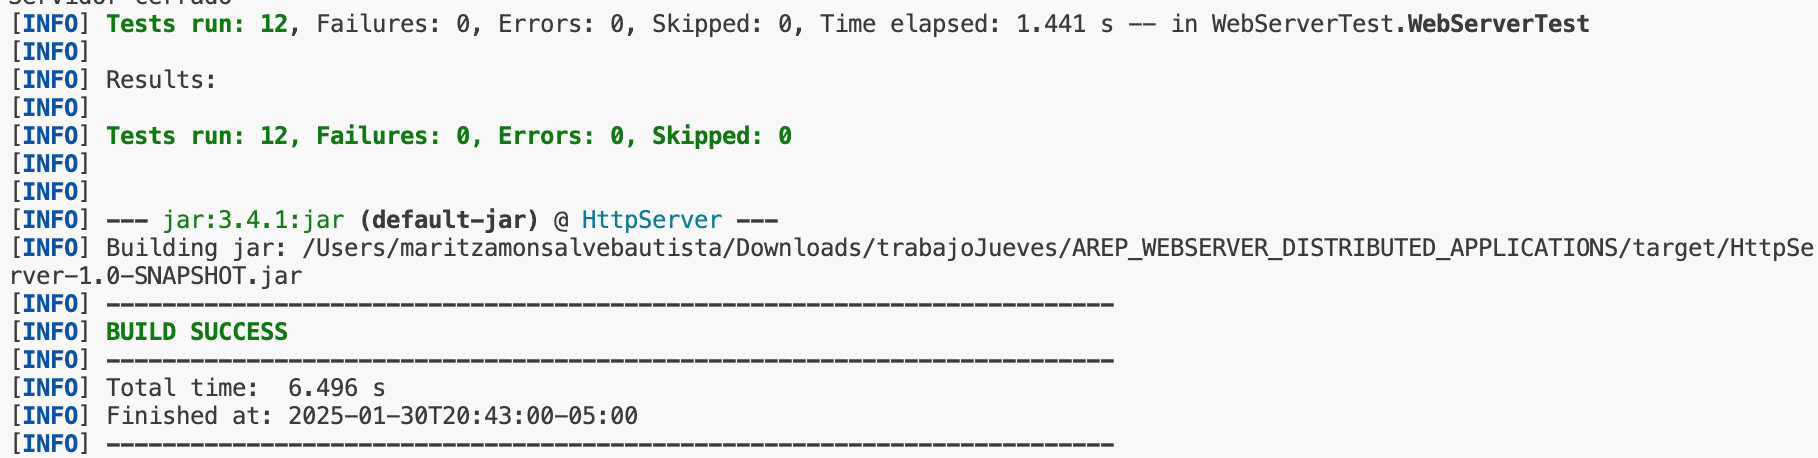 Servidor cerrado
[INFO] Tests run: 12, Failures: 0, Errors: 0, Skipped: 0, Time elapsed: 1.441 s -- in WebServerTest.WebServerTest
[INFO]
[INFO] Results:
[INFO]
[INFO] Tests run: 12, Failures: 0, Errors: 0, Skipped: 0
[INFO]
[INFO]
[INFO] --- jar:3.4.1:jar (default-jar) @ HttpServer ---
[INFO] Building jar: /Users/maritzamonsalvebautista/Downloads/trabajoJueves/AREP_WEBSERVER_DISTRIBUTED_APPLICATIONS/target/HttpSe
rver-1.0-SNAPSHOT.jar
[INFO] ------------------------------------------------------------------------
[INFO] BUILD SUCCESS
[INFO] ------------------------------------------------------------------------
[INFO] Total time:  6.496 s
[INFO] Finished at: 2025-01-30T20:43:00-05:00
[INFO] ------------------------------------------------------------------------